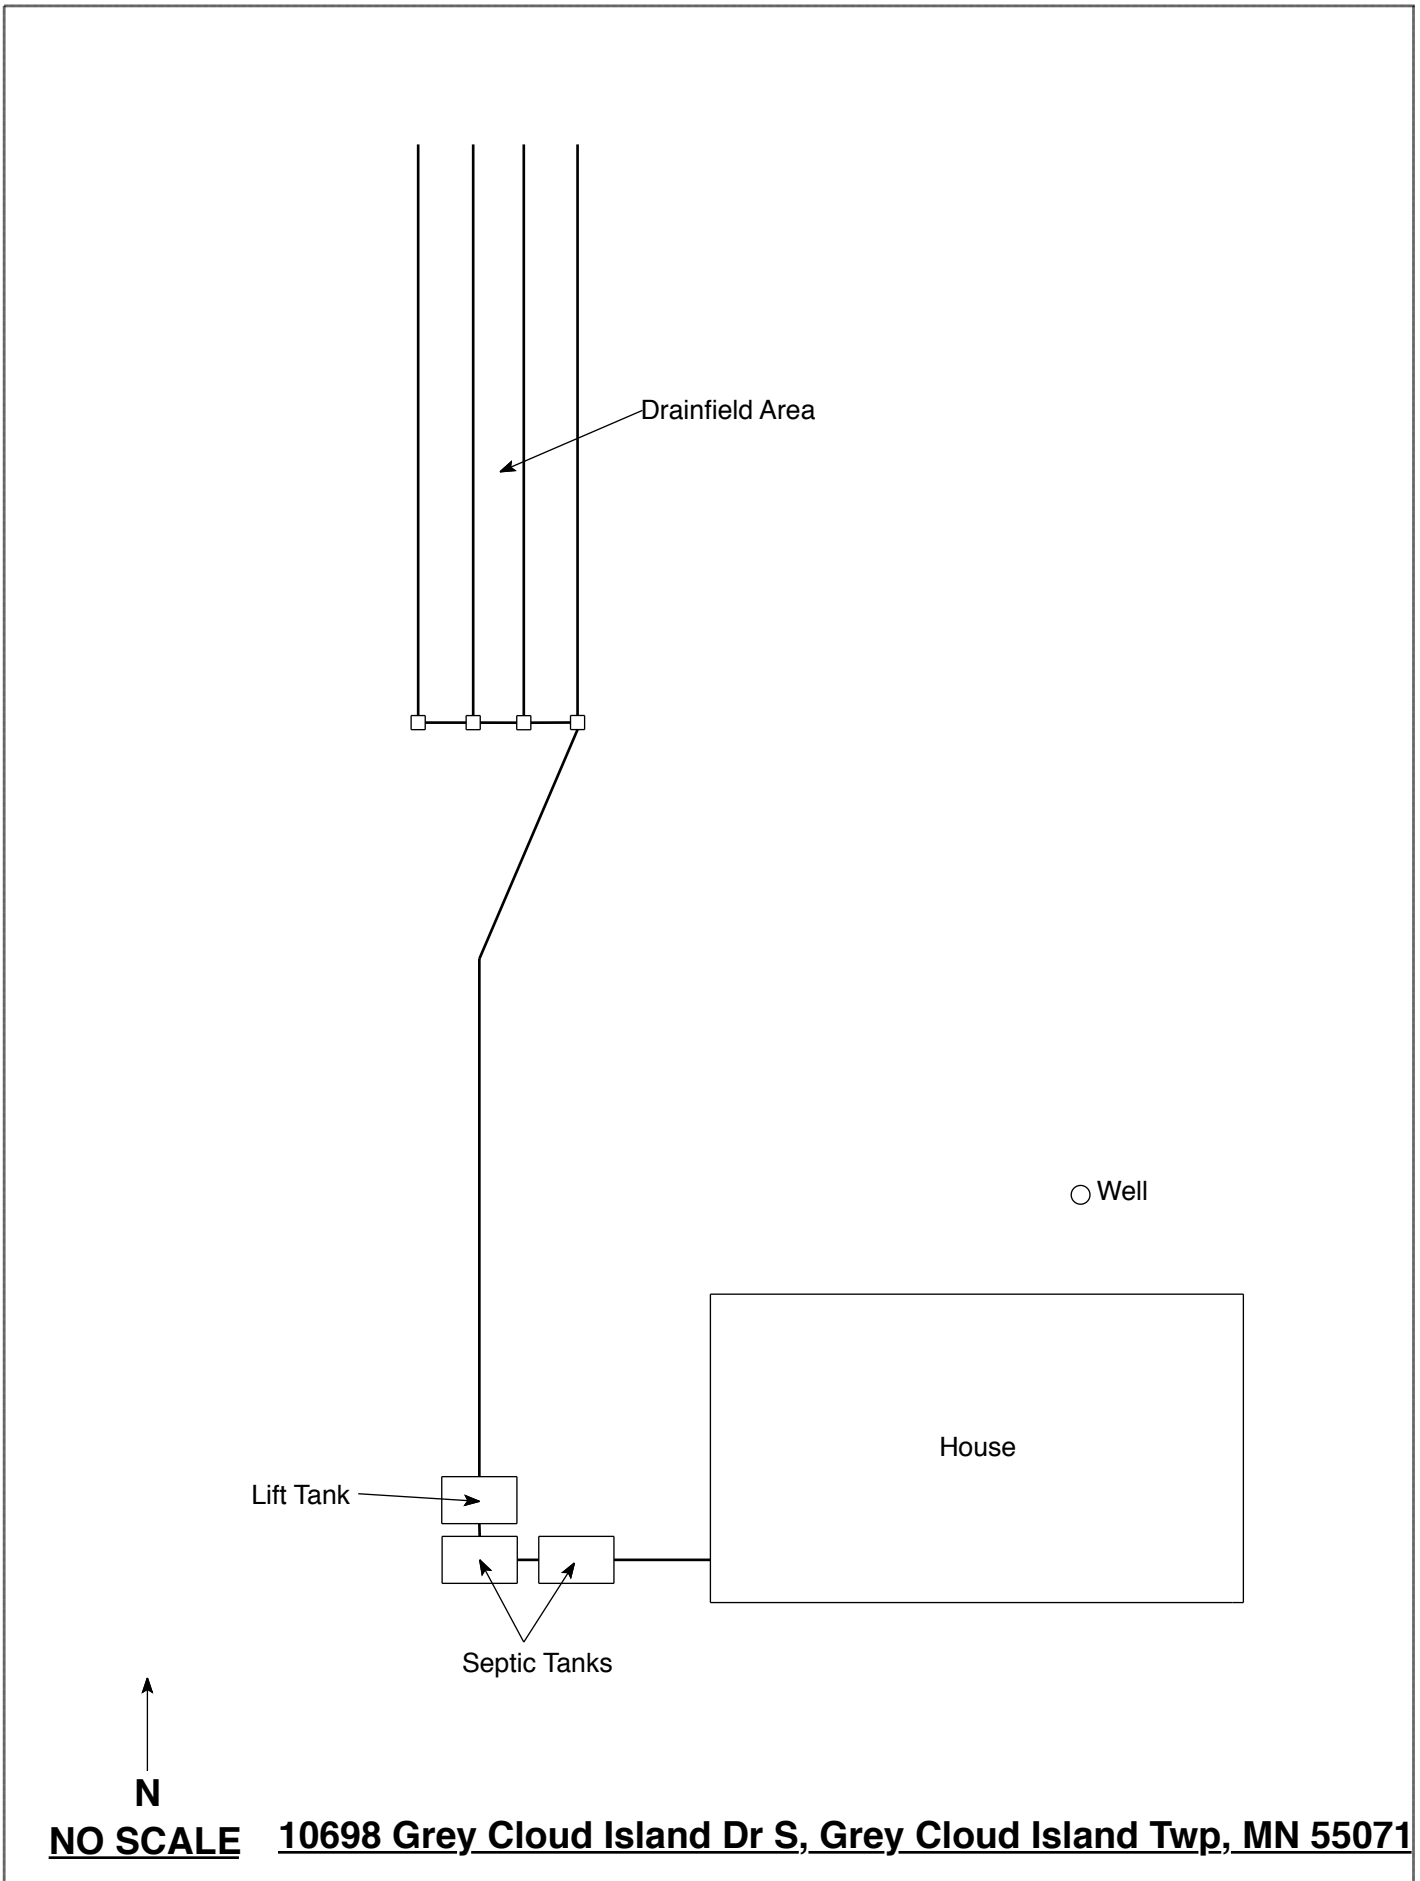 Drainfield Area
Well
House
Lift Tank
Septic Tanks
N
NO SCALE
10698 Grey Cloud Island Dr S, Grey Cloud Island Twp, MN 55071